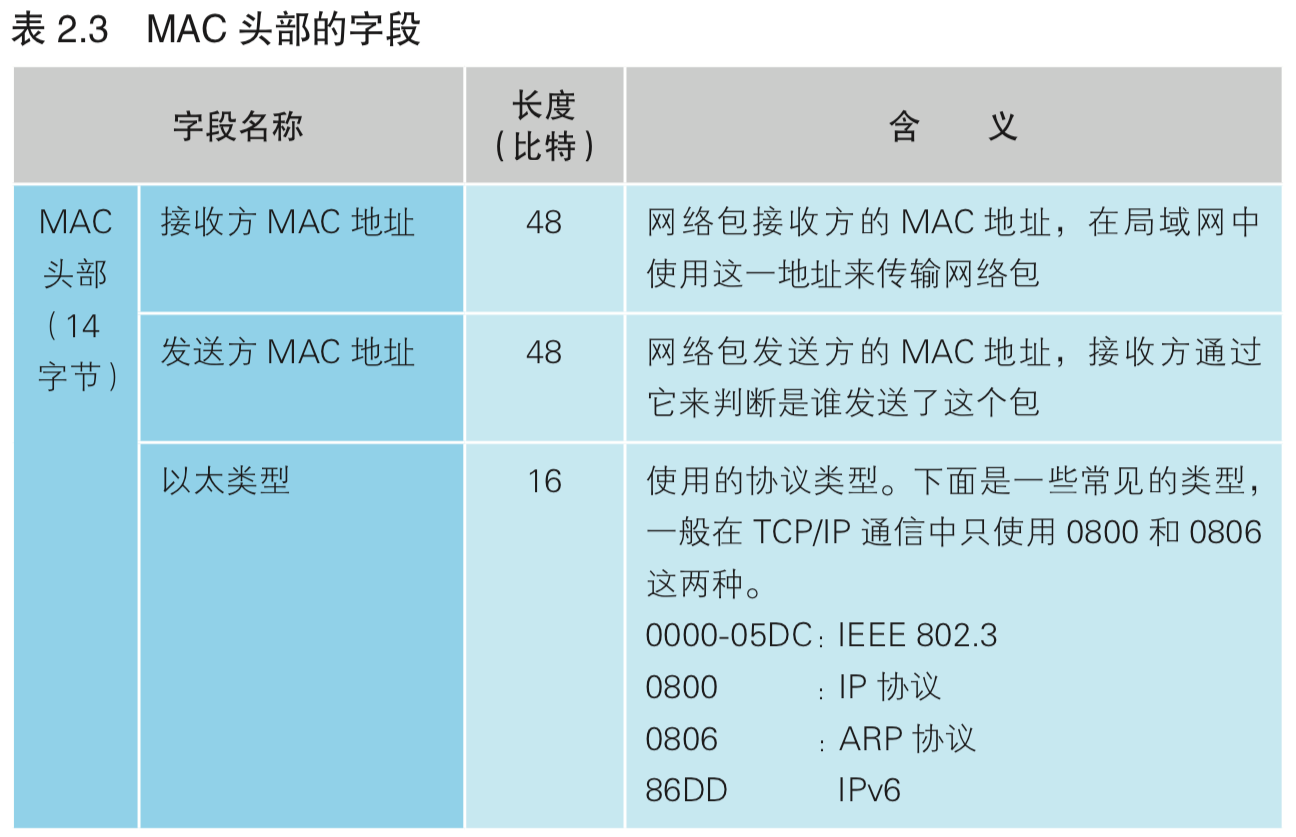 表 2.3 MAC 头部的字段
字段名称
长度
(比特)
含 义
MAC
头部
(14
字节)
接收方 MAC 地址
48
网络包接收方的 MAC 地址，在局域网中
使用这一地址来传输网络包
发送方 MAC 地址
48
网络包发送方的 MAC 地址，接收方通过
它来判断是谁发送了这个包
以太类型
16
使用的协议类型。下面是一些常见的类型，
一般在 TCP/IP 通信中只使用 0800 和 0806
这两种。
0000-05DC: IEEE 802.3
0800 : IP 协议
0806 : ARP 协议
86DD IPv6